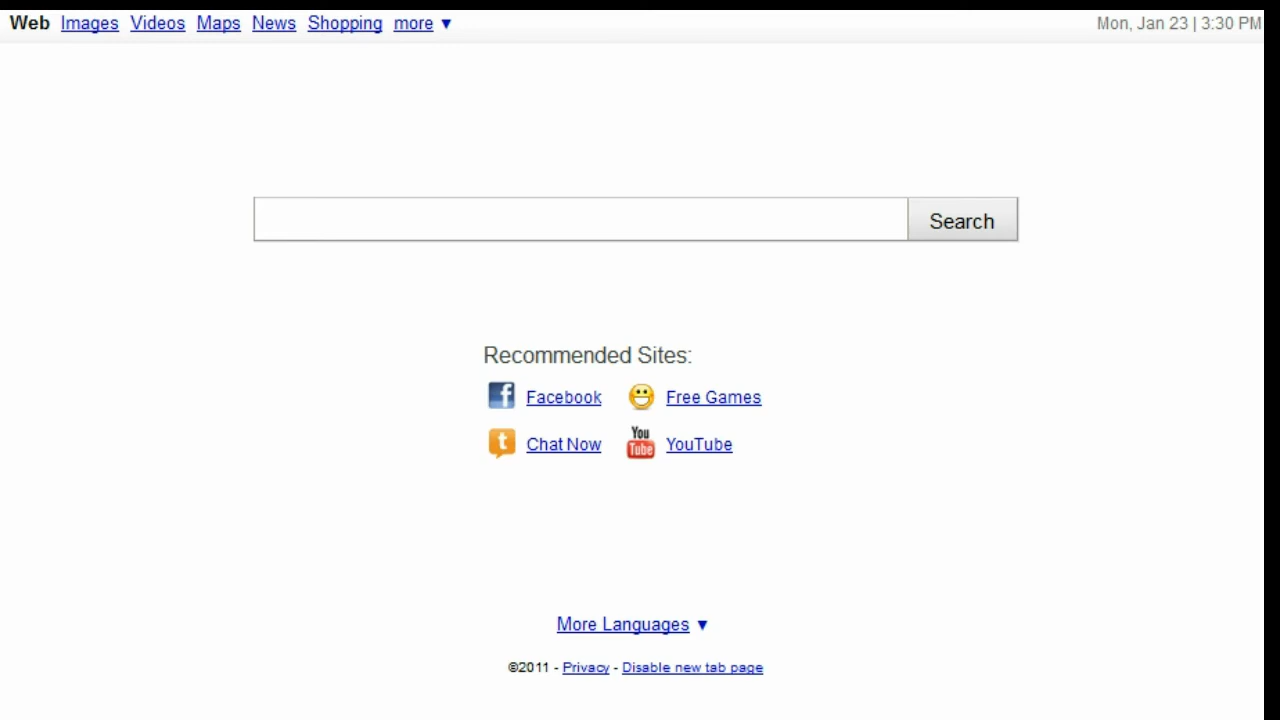 Web Images Videos Maps News Shopping more ▼ Mon, Jan 23 | 3:30 PM
Search
Recommended Sites:
f Facebook Free Games
t Chat Now You Tube YouTube
More Languages ▼
©2011 - Privacy - Disable new tab page